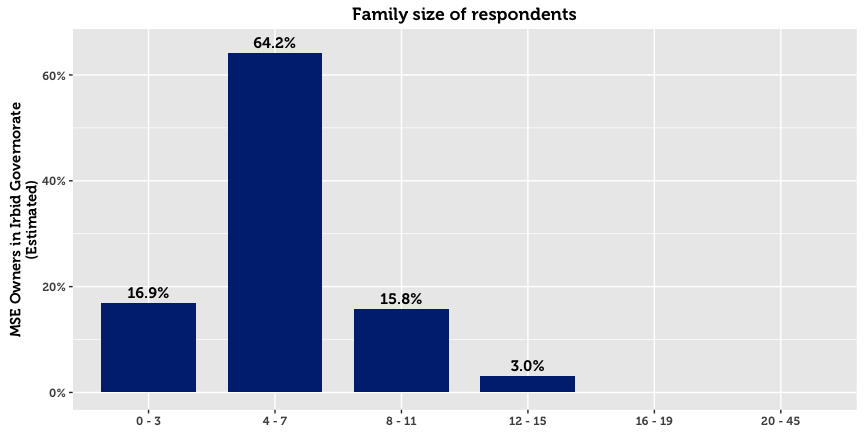 Family size of respondents
MSE Owners in Irbid Governorate
(Estimated)
60%
40%
20%
0%
16.9%
64.2%
15.8%
3.0%
0 - 3
4 - 7
8 - 11
12 - 15
16 - 19
20 - 45